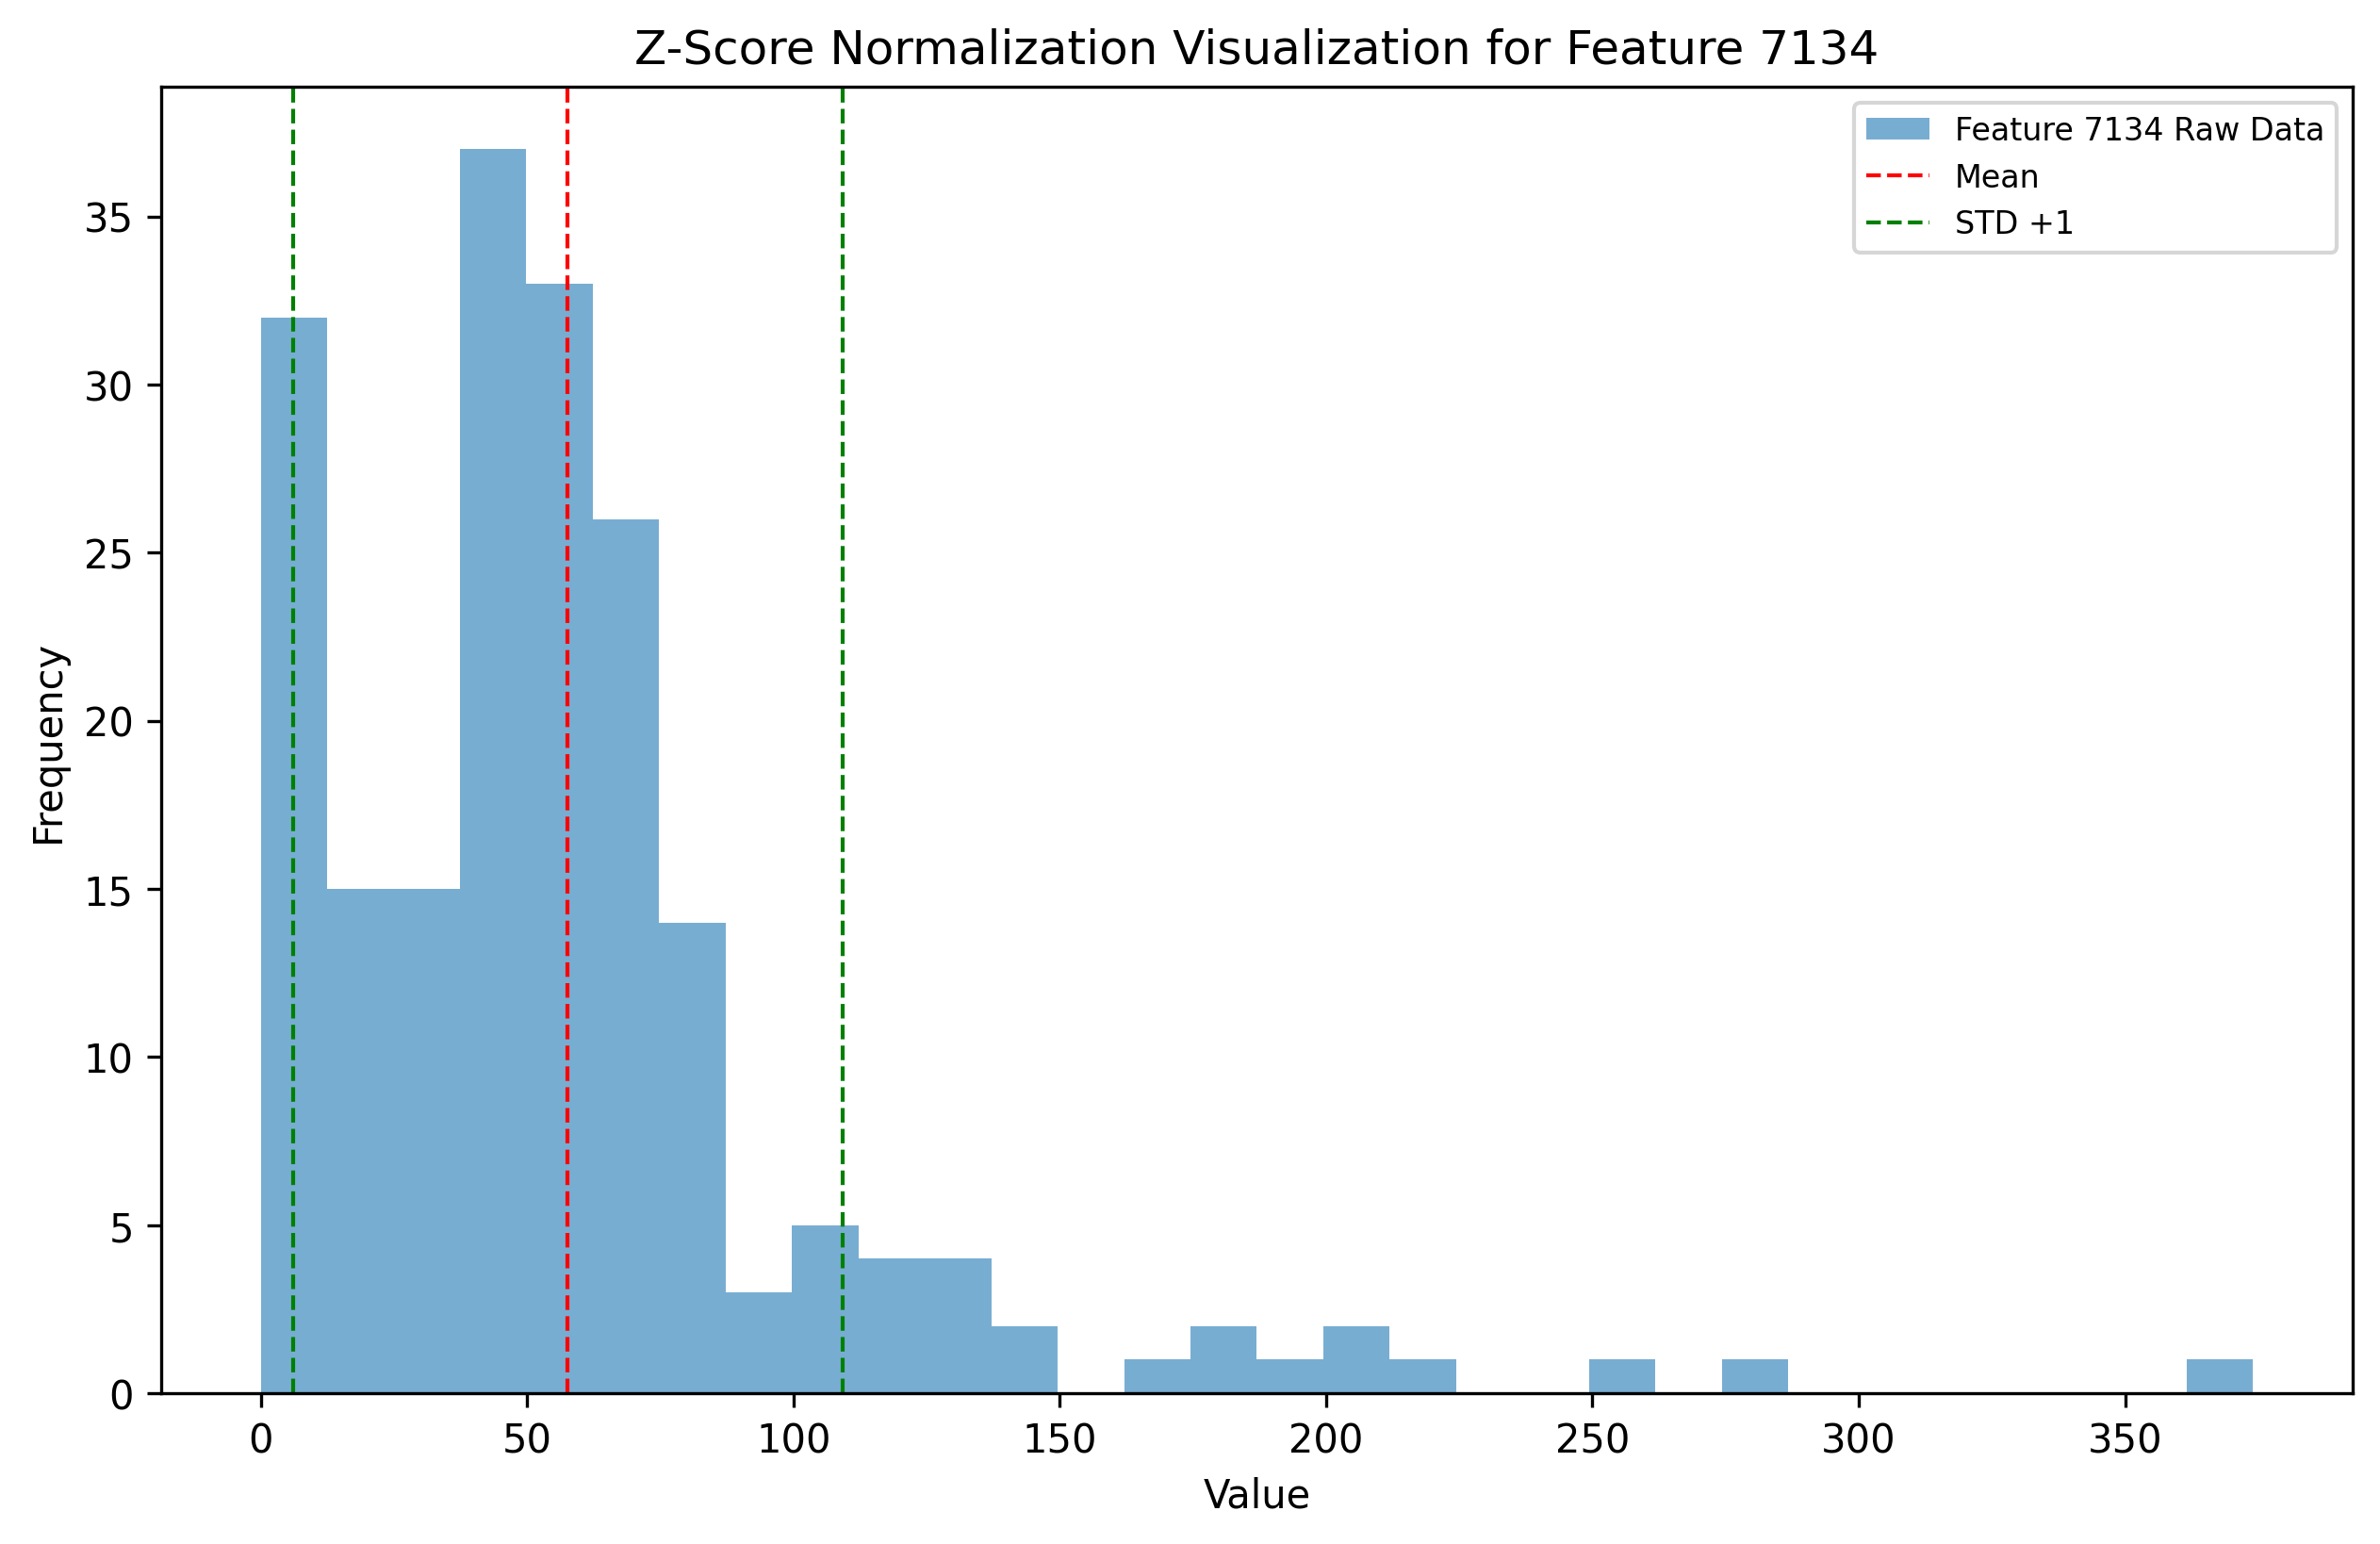 Z-Score Normalization Visualization for Feature 7134
Feature 7134 Raw Data
Mean
STD +1
35
30
25
20
15
10
5
0
Frequency
0 50 100 150 200 250 300 350
Value